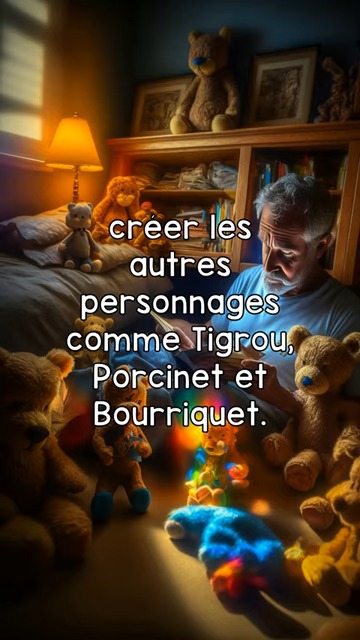 créer les
autres
personnages
comme Tigrou,
Porcinet et
Bourriquet.